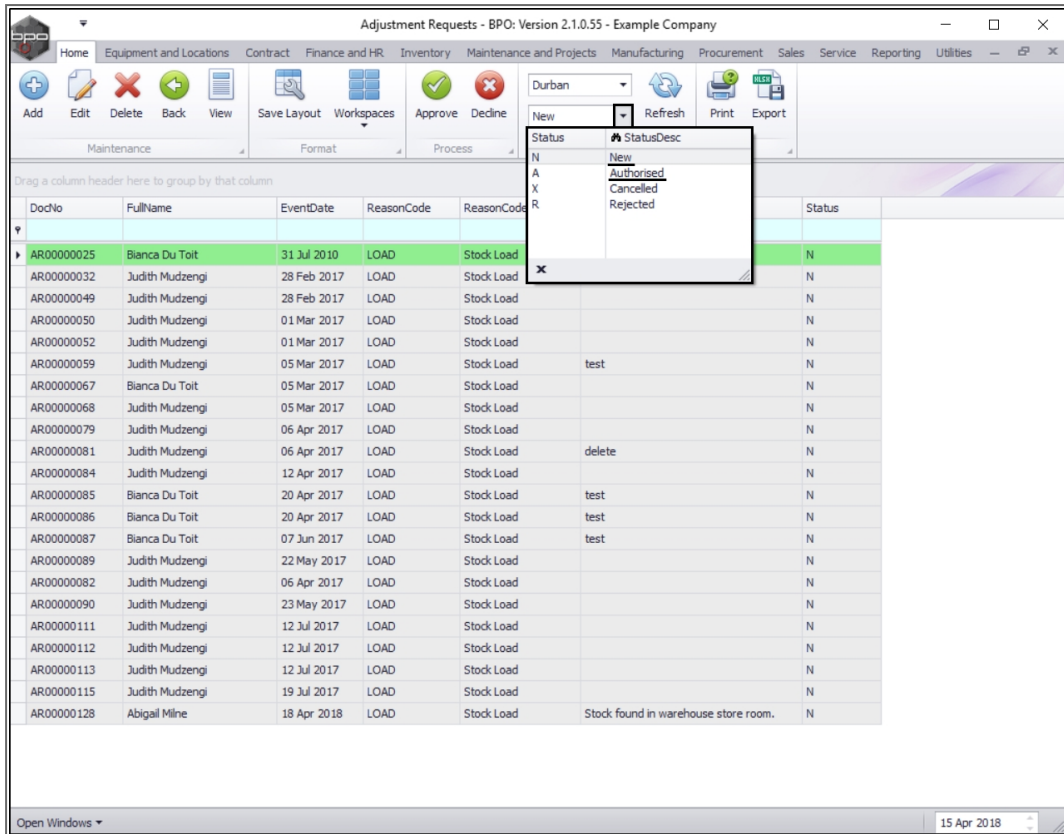 Adjustment Requests - BPO: Version 2.1.0.55 - Example Company
bpo
Home Equipment and Locations Contract Finance and HR Inventory Maintenance and Projects Manufacturing Procurement Sales Service Reporting Utilities
Add Edit Delete Back View Save Layout Workspaces Approve Decline Durban Refresh Print Export
New
Maintenance Format Process
Status StatusDesc
N New
A Authorised
X Cancelled
R Rejected
Drag a column header here to group by that column
DocNo FullName EventDate ReasonCode ReasonCode Status
AR00000025 Bianca Du Toit 31 Jul 2010 LOAD Stock Load N
AR00000032 Judith Mudzengi 28 Feb 2017 LOAD Stock Load N
AR00000049 Judith Mudzengi 28 Feb 2017 LOAD Stock Load N
AR00000050 Judith Mudzengi 01 Mar 2017 LOAD Stock Load N
AR00000052 Judith Mudzengi 01 Mar 2017 LOAD Stock Load N
AR00000059 Judith Mudzengi 05 Mar 2017 LOAD Stock Load test N
AR00000067 Bianca Du Toit 05 Mar 2017 LOAD Stock Load N
AR00000068 Judith Mudzengi 05 Mar 2017 LOAD Stock Load N
AR00000079 Judith Mudzengi 06 Apr 2017 LOAD Stock Load N
AR00000081 Judith Mudzengi 06 Apr 2017 LOAD Stock Load delete N
AR00000084 Judith Mudzengi 12 Apr 2017 LOAD Stock Load N
AR00000085 Bianca Du Toit 20 Apr 2017 LOAD Stock Load test N
AR00000086 Bianca Du Toit 20 Apr 2017 LOAD Stock Load test N
AR00000087 Bianca Du Toit 07 Jun 2017 LOAD Stock Load test N
AR00000089 Judith Mudzengi 22 May 2017 LOAD Stock Load N
AR00000082 Judith Mudzengi 06 Apr 2017 LOAD Stock Load N
AR00000090 Judith Mudzengi 23 May 2017 LOAD Stock Load N
AR00000111 Judith Mudzengi 12 Jul 2017 LOAD Stock Load N
AR00000112 Judith Mudzengi 12 Jul 2017 LOAD Stock Load N
AR00000113 Judith Mudzengi 12 Jul 2017 LOAD Stock Load N
AR00000115 Judith Mudzengi 19 Jul 2017 LOAD Stock Load N
AR00000128 Abigail Milne 18 Apr 2018 LOAD Stock Load Stock found in warehouse store room. N
Open Windows 15 Apr 2018